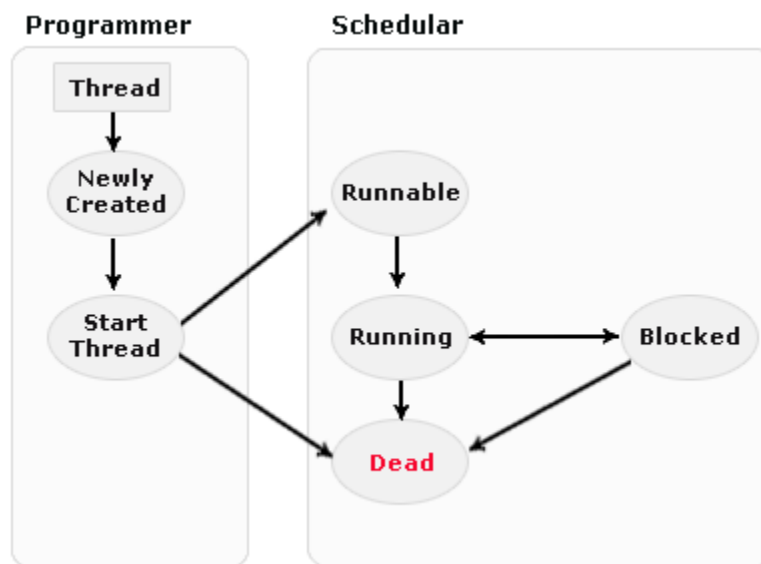 Programmer
Schedular
Thread
Newly
Created
Start
Thread
Runnable
Running
Blocked
Dead